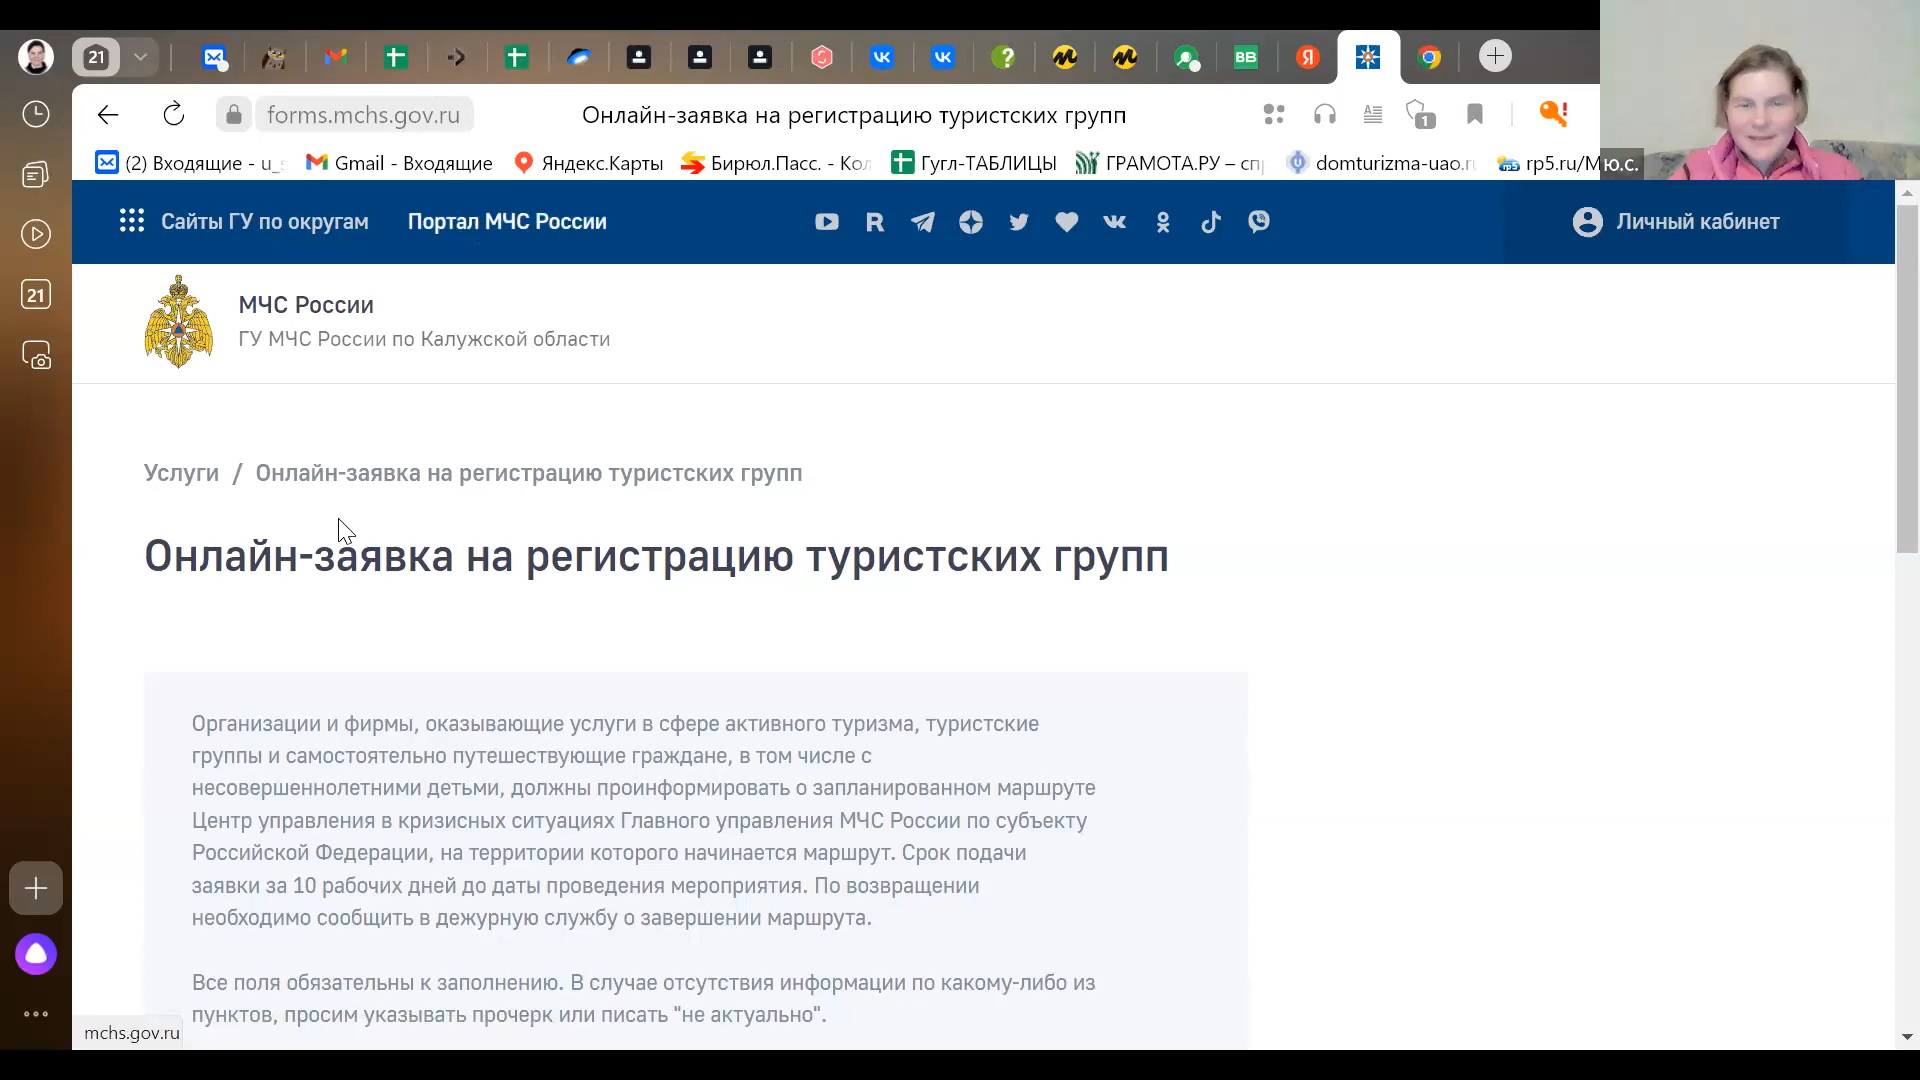 21
VK
VK
?
BB
Я
forms.mchs.gov.ru
Онлайн-заявка на регистрацию туристских групп
1
(2) Входящие - u_
Gmail - Входящие
Яндекс.Карты
Бирюл.Пасс. - Ко
Гугл-ТАБЛИЦЫ
ГРАМОТА.РУ – сп
domturizma-uao.r
rp5.ru/М
ю.с.
21
Сайты ГУ по округам
Портал МЧС России
Личный кабинет
МЧС России
ГУ МЧС России по Калужской области
Услуги / Онлайн-заявка на регистрацию туристских групп
Онлайн-заявка на регистрацию туристских групп
Организации и фирмы, оказывающие услуги в сфере активного туризма, туристские
группы и самостоятельно путешествующие граждане, в том числе с
несовершеннолетними детьми, должны проинформировать о запланированном маршруте
Центр управления в кризисных ситуациях Главного управления МЧС России по субъекту
Российской Федерации, на территории которого начинается маршрут. Срок подачи
заявки за 10 рабочих дней до даты проведения мероприятия. По возвращении
необходимо сообщить в дежурную службу о завершении маршрута.
Все поля обязательны к заполнению. В случае отсутствия информации по какому-либо из
пунктов, просим указывать прочерк или писать "не актуально".
mchs.gov.ru